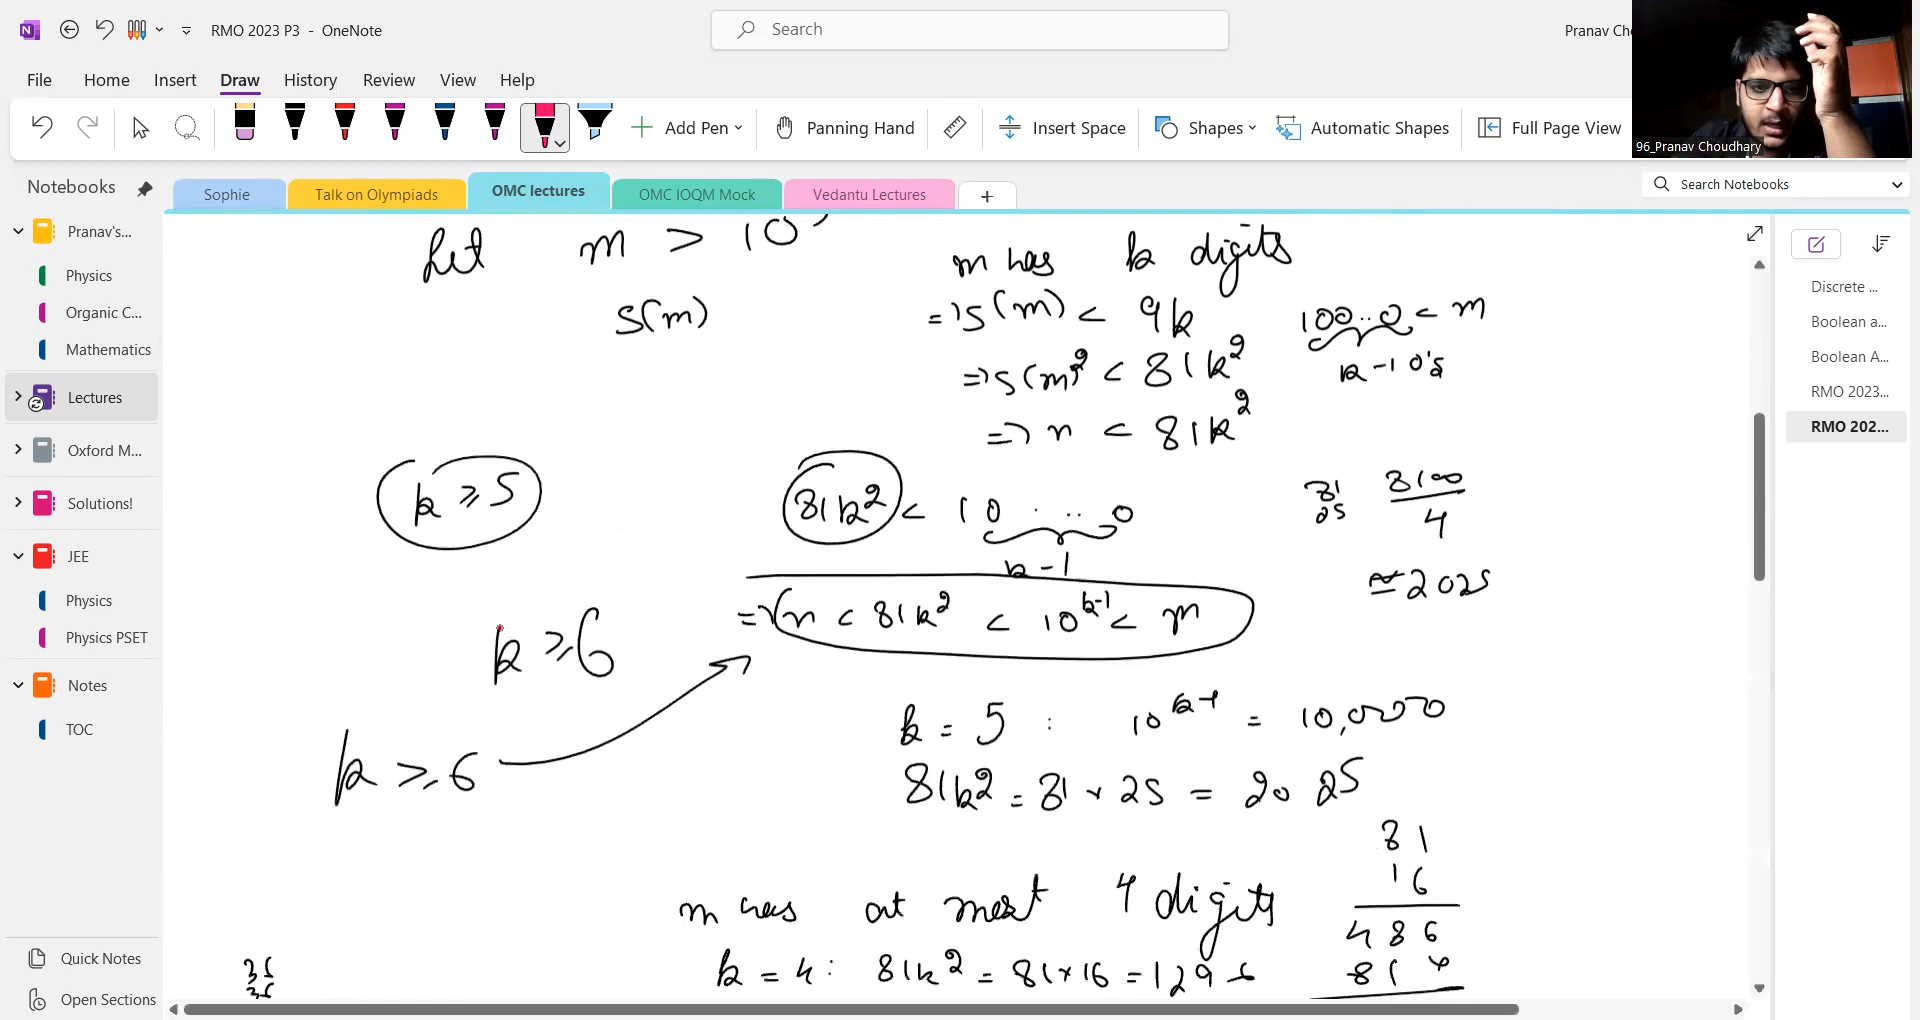 RMO 2023 P3 - OneNote
Search
Pranav Ch
File Home Insert Draw History Review View Help
Add Pen
Panning Hand
Insert Space
Shapes
Automatic Shapes
Full Page View
96_Pranav Choudhary
Notebooks
Sophie
Talk on Olympiads
OMC lectures
OMC IOQM Mock
Vedantu Lectures
+
Search Notebooks
Pranav's...
Physics
Organic C...
Mathematics
Lectures
Oxford M...
Solutions!
JEE
Physics
Physics PSET
Notes
TOC
Quick Notes
Open Sections
Let m > 10
m has k digits
S(m)
=> S(m) < 9k
100..0 < m
k-1 0's
=> S(m)² < 81k²
=> n < 81k²
k ≥ 5
81k² < 10 . .. 0
k-1
81
25
8100
4
≈ 2025
=> n < 81k² < 10^(k-1) < m
k ≥ 6
k ≥ 6
k = 5 : 10^(k-1) = 10,000
81k² = 81 × 25 = 2025
m has at most 4 digits
k = 4: 81k² = 81×16 = 1296
81
16
486
81
Discrete ...
Boolean a...
Boolean A...
RMO 2023...
RMO 202...